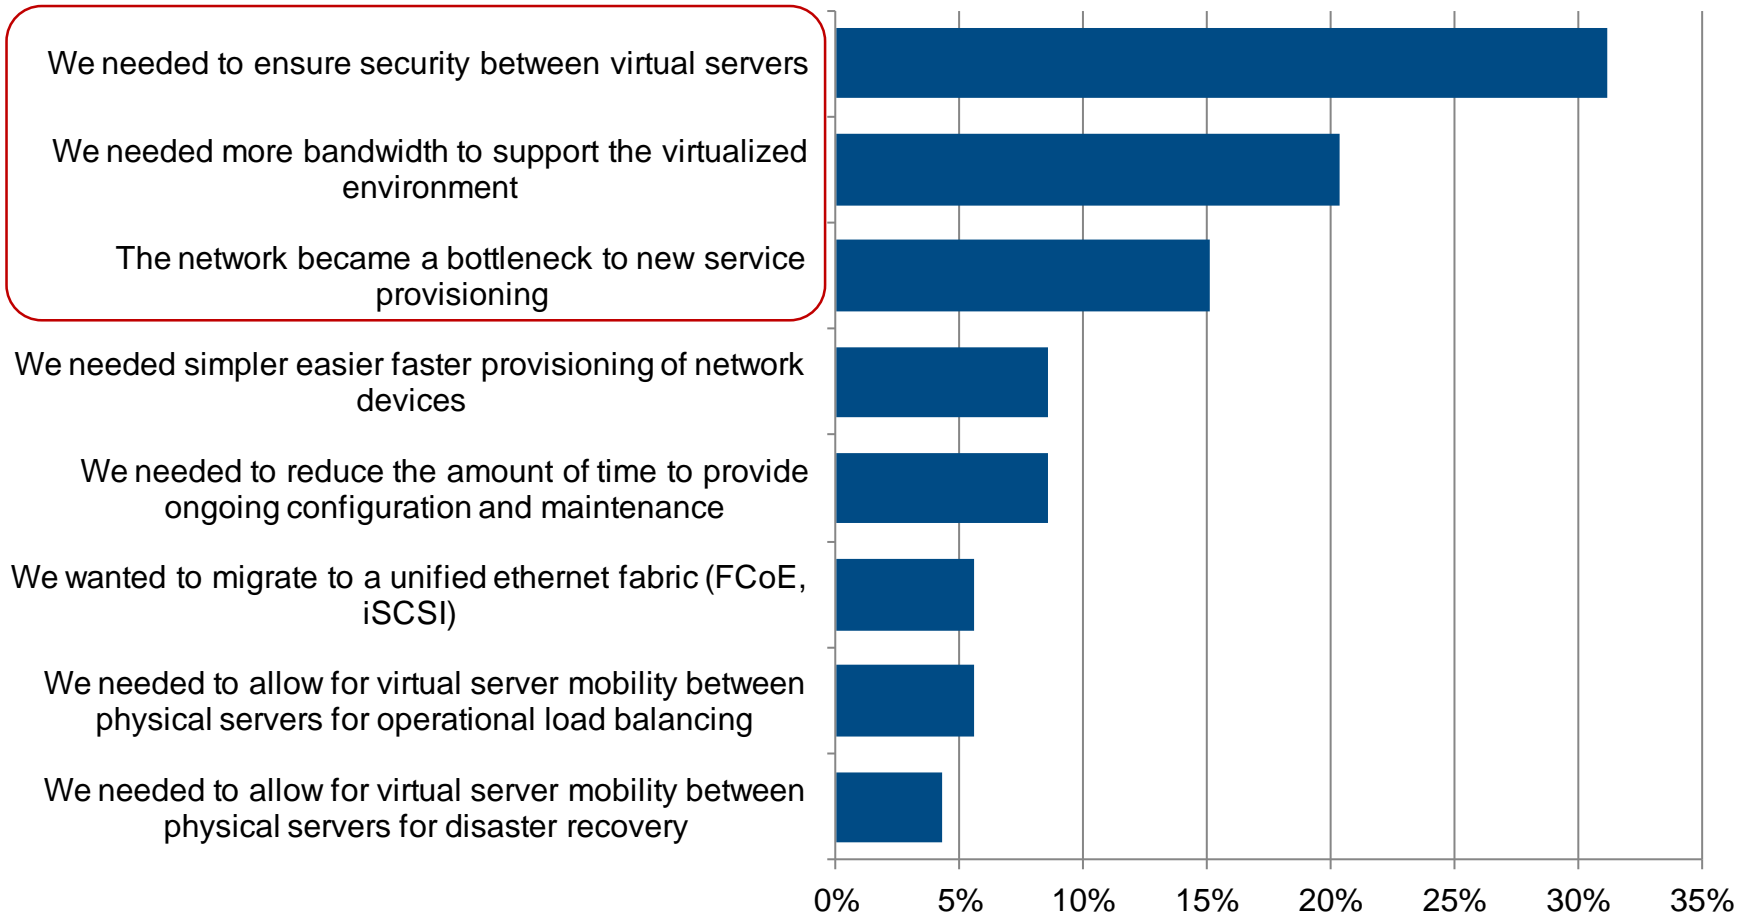 We needed to ensure security between virtual servers
We needed more bandwidth to support the virtualized
environment
The network became a bottleneck to new service
provisioning
We needed simpler easier faster provisioning of network
devices
We needed to reduce the amount of time to provide
ongoing configuration and maintenance
We wanted to migrate to a unified ethernet fabric (FCoE,
iSCSI)
We needed to allow for virtual server mobility between
physical servers for operational load balancing
We needed to allow for virtual server mobility between
physical servers for disaster recovery
0% 5% 10% 15% 20% 25% 30% 35%